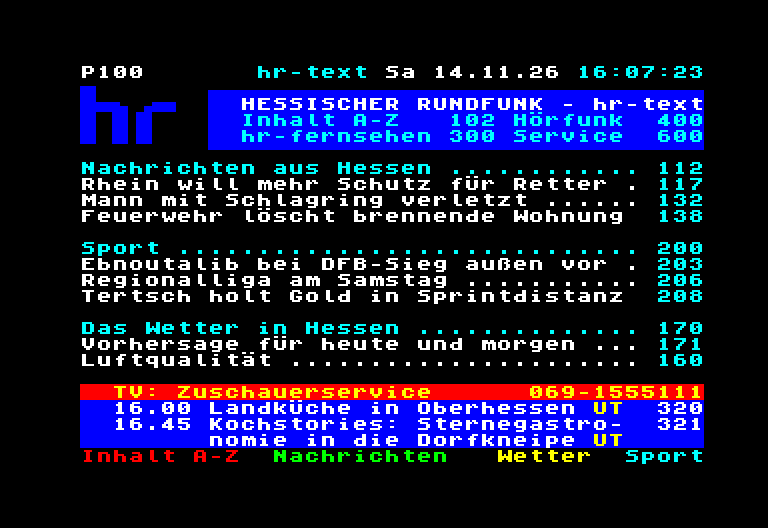 P100 hr-text Sa 14.11.26 16:07:23
hr
HESSISCHER RUNDFUNK - hr-text
Inhalt A-Z 102 Hörfunk 400
hr-fernsehen 300 Service 600
Nachrichten aus Hessen ............ 112
Rhein will mehr Schutz für Retter . 117
Mann mit Schlagring verletzt ...... 132
Feuerwehr löscht brennende Wohnung 138
Sport ............................. 200
Ebnoutalib bei DFB-Sieg außen vor . 203
Regionalliga am Samstag ........... 206
Tertsch holt Gold in Sprintdistanz 208
Das Wetter in Hessen .............. 170
Vorhersage für heute und morgen ... 171
Luftqualität ...................... 160
TV: Zuschauerservice 069-1555111
16.00 Landküche in Oberhessen UT 320
16.45 Kochstories: Sternegastro- 321
nomie in die Dorfkneipe UT
Inhalt A-Z Nachrichten Wetter Sport